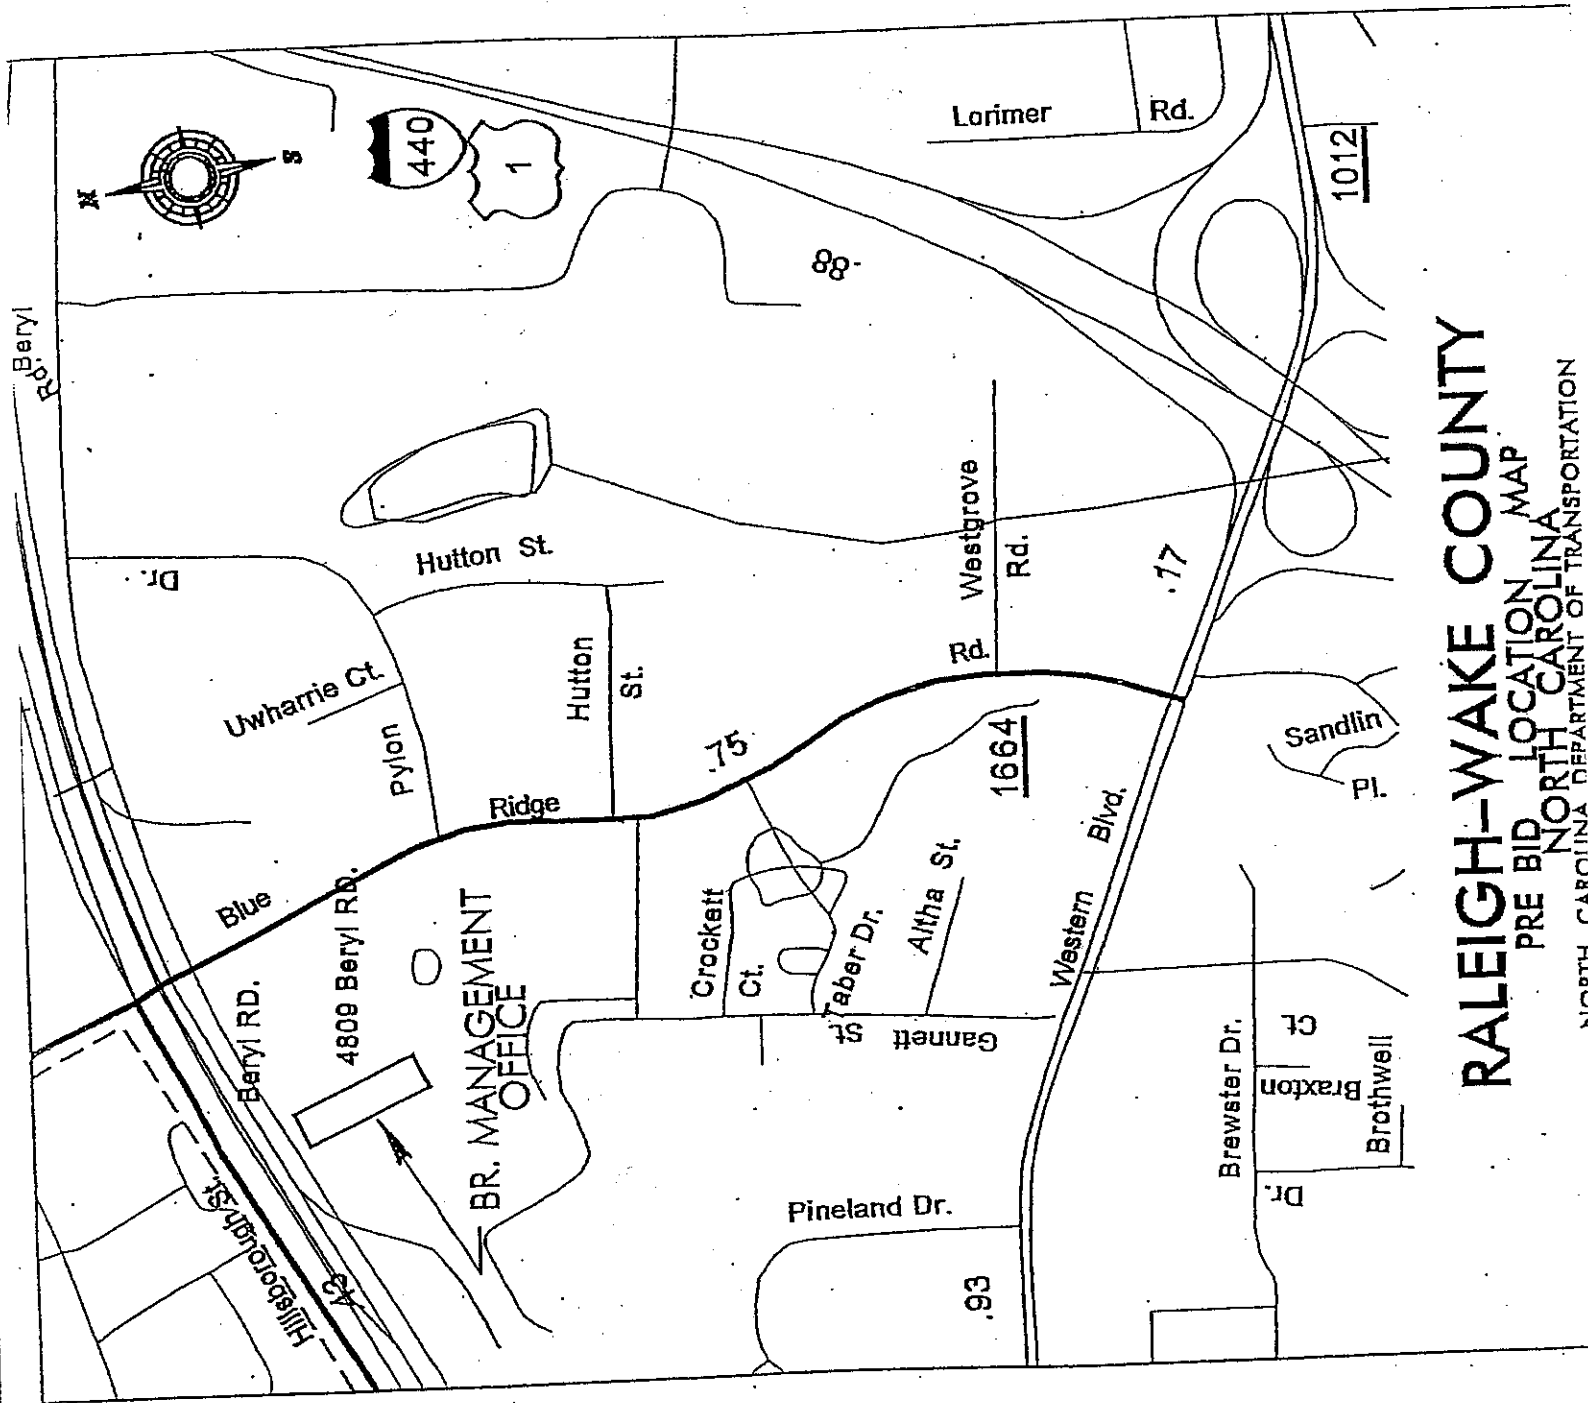 Beryl
Rd.
N
S
440
1
Lorimer
Rd.
1012
.88
Hutton St.
Dr.
Uwharrie Ct.
Pylon
Hutton
St.
Westgrove
Rd.
.17
Rd.
1664
.75
Ridge
Blue
Beryl RD.
4809 Beryl RD.
BR. MANAGEMENT
OFFICE
Crockett
Ct.
Taber Dr.
Altha St.
Gannett St.
Western Blvd.
Sandlin
Pl.
Hillsborough St.
.43
Pineland Dr.
.93
Brewster Dr.
Braxton Ct
Brothwell
Dr.
RALEIGH-WAKE COUNTY
PRE BID LOCATION MAP
NORTH CAROLINA
NORTH CAROLINA DEPARTMENT OF TRANSPORTATION